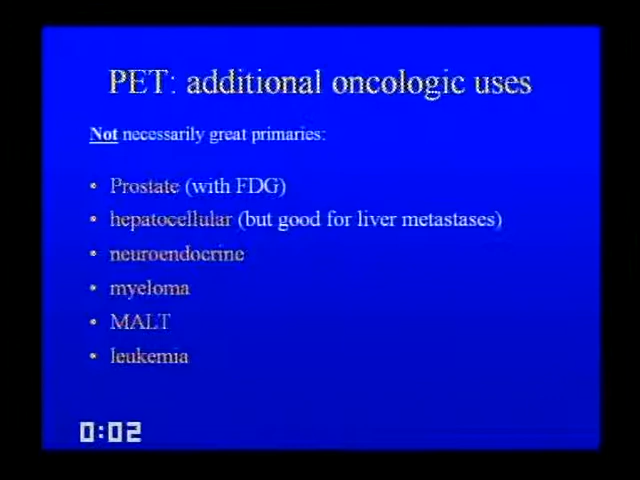 PET: additional oncologic uses
Not necessarily great primaries:
• Prostate (with FDG)
• hepatocellular (but good for liver metastases)
• neuroendocrine
• myeloma
• MALT
• leukemia
0:02